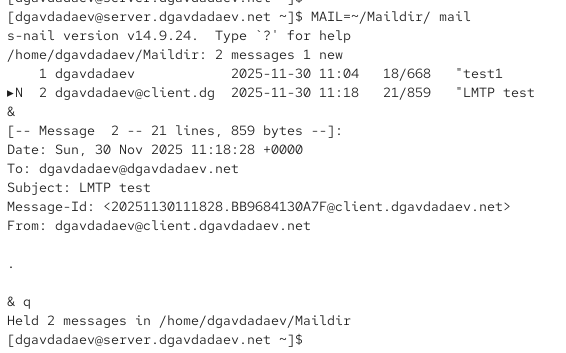 [dgavdadaev@server.dgavdadaev.net ~]$
[dgavdadaev@server.dgavdadaev.net ~]$ MAIL=~/Maildir/ mail
s-nail version v14.9.24.  Type `?' for help
/home/dgavdadaev/Maildir: 2 messages 1 new
    1 dgavdadaev            2025-11-30 11:04   18/668   "test1
▸N  2 dgavdadaev@client.dg  2025-11-30 11:18   21/859   "LMTP test
&
[-- Message  2 -- 21 lines, 859 bytes --]:
Date: Sun, 30 Nov 2025 11:18:28 +0000
To: dgavdadaev@dgavdadaev.net
Subject: LMTP test
Message-Id: <20251130111828.BB9684130A7F@client.dgavdadaev.net>
From: dgavdadaev@client.dgavdadaev.net
.
& q
Held 2 messages in /home/dgavdadaev/Maildir
[dgavdadaev@server.dgavdadaev.net ~]$